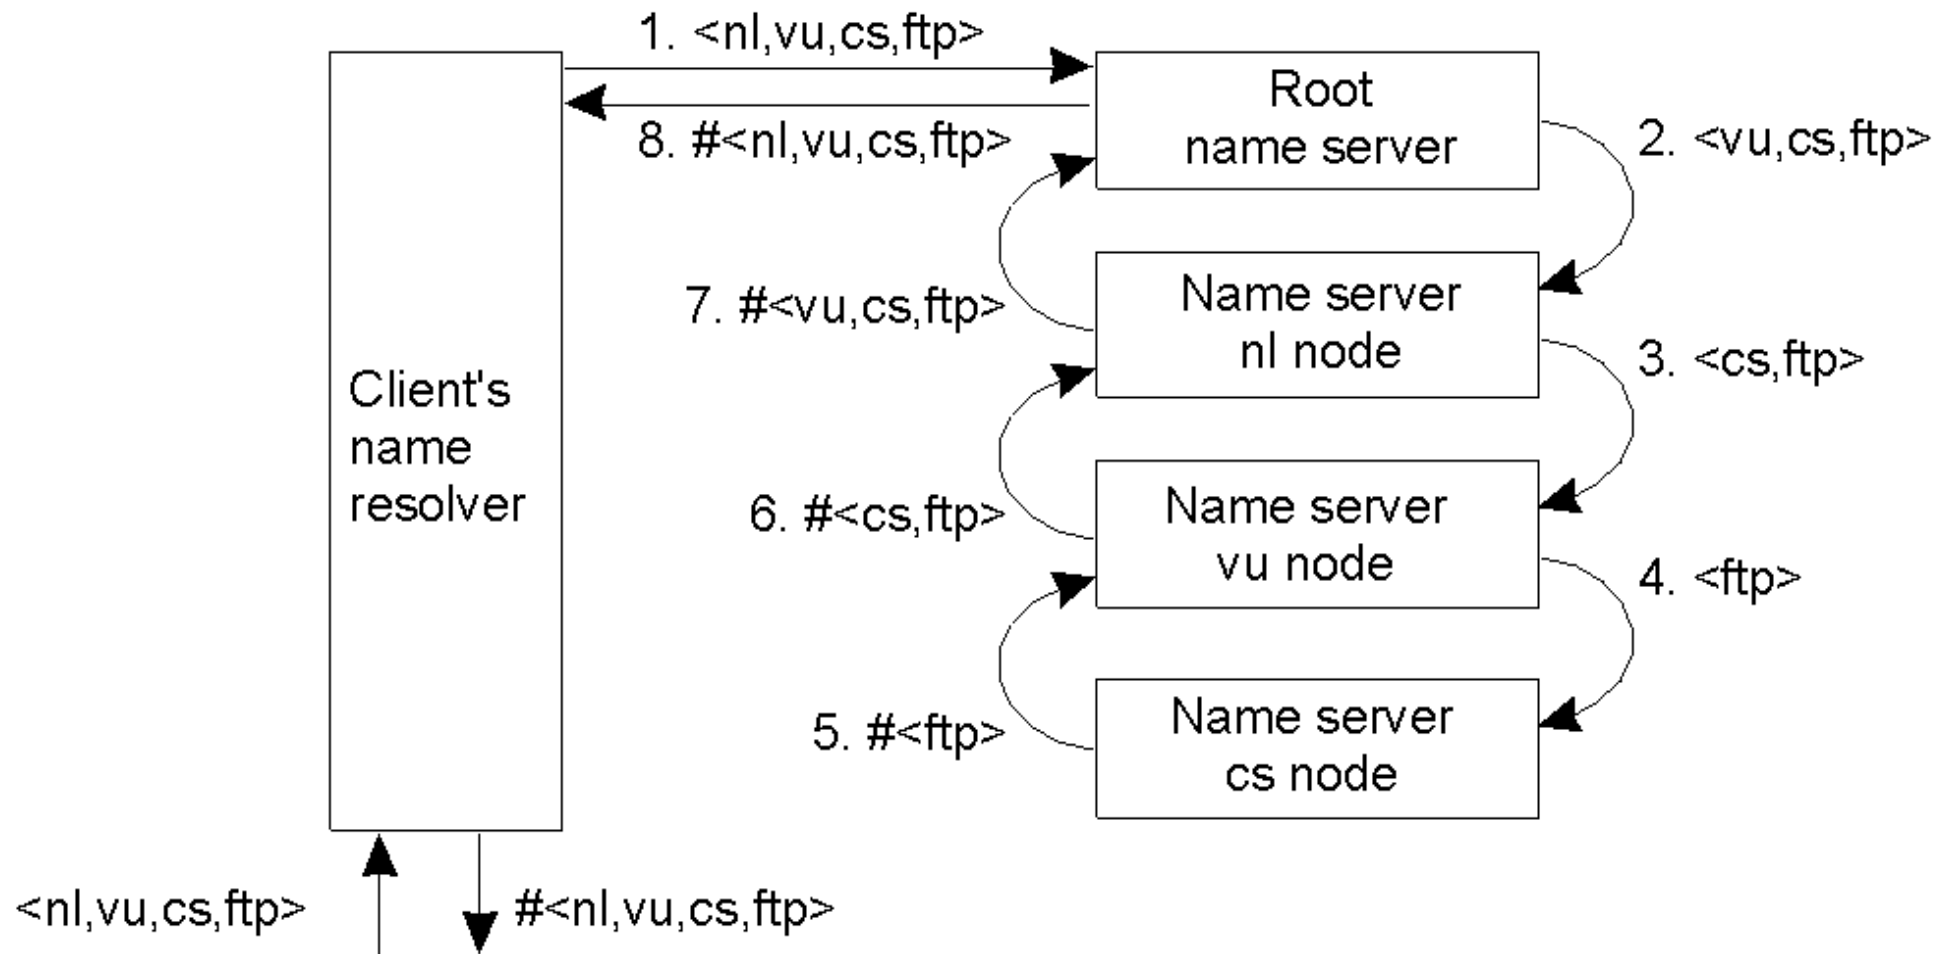 1. <nl,vu,cs,ftp>
Root
name server
8. #<nl,vu,cs,ftp>
2. <vu,cs,ftp>
Name server
nl node
7. #<vu,cs,ftp>
3. <cs,ftp>
Client's
name
resolver
Name server
vu node
6. #<cs,ftp>
4. <ftp>
Name server
cs node
5. #<ftp>
<nl,vu,cs,ftp>
#<nl,vu,cs,ftp>